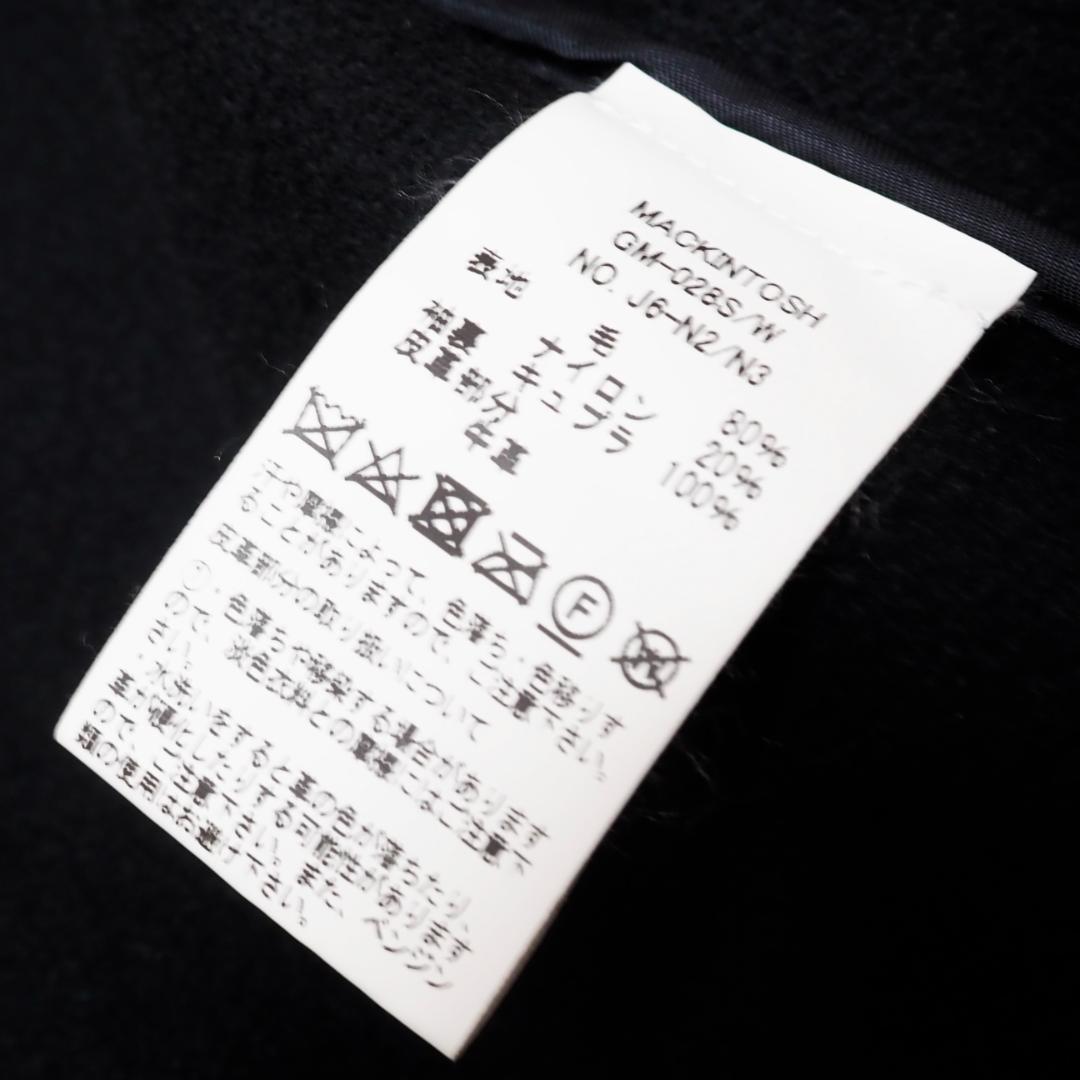 MACKINTOSH
GM-028S/W
NO. J6-N2/N3
表地 毛 80%
ナイロン 20%
袖裏 キュプラ 100%
皮革部分
牛革
F
汗や摩擦によって、色落ち・色移りす
ることがありますので、ご注意下さい。
皮革部分の取り扱いについて
・色落ちや移染する場合があります
ので、淡色衣料との摩擦にはご注意下
さい。
・水洗いをすると革の色が落ちたり、
革が硬化したりする可能性があります
ので、ご注意下さい。また、ベンジン
類の使用はお避け下さい。